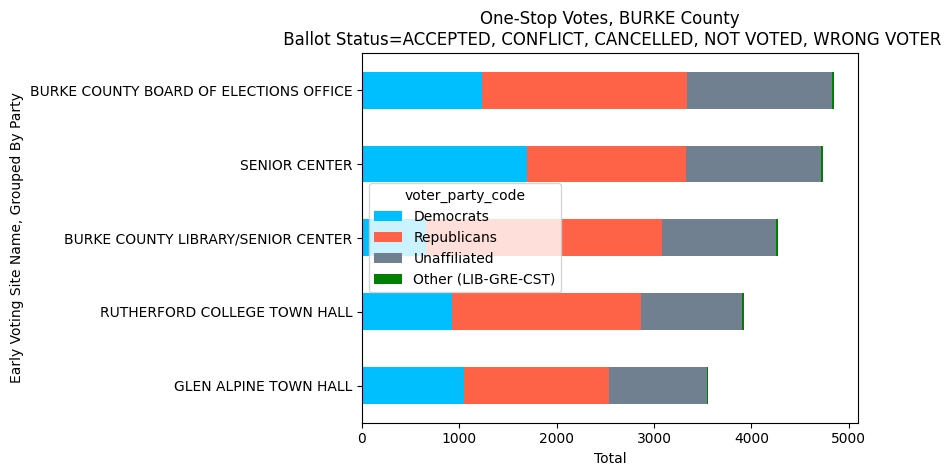 One-Stop Votes, BURKE County
Ballot Status=ACCEPTED, CONFLICT, CANCELLED, NOT VOTED, WRONG VOTER
Early Voting Site Name, Grouped By Party
BURKE COUNTY BOARD OF ELECTIONS OFFICE
SENIOR CENTER
BURKE COUNTY LIBRARY/SENIOR CENTER
RUTHERFORD COLLEGE TOWN HALL
GLEN ALPINE TOWN HALL
voter_party_code
Democrats
Republicans
Unaffiliated
Other (LIB-GRE-CST)
0 1000 2000 3000 4000 5000
Total